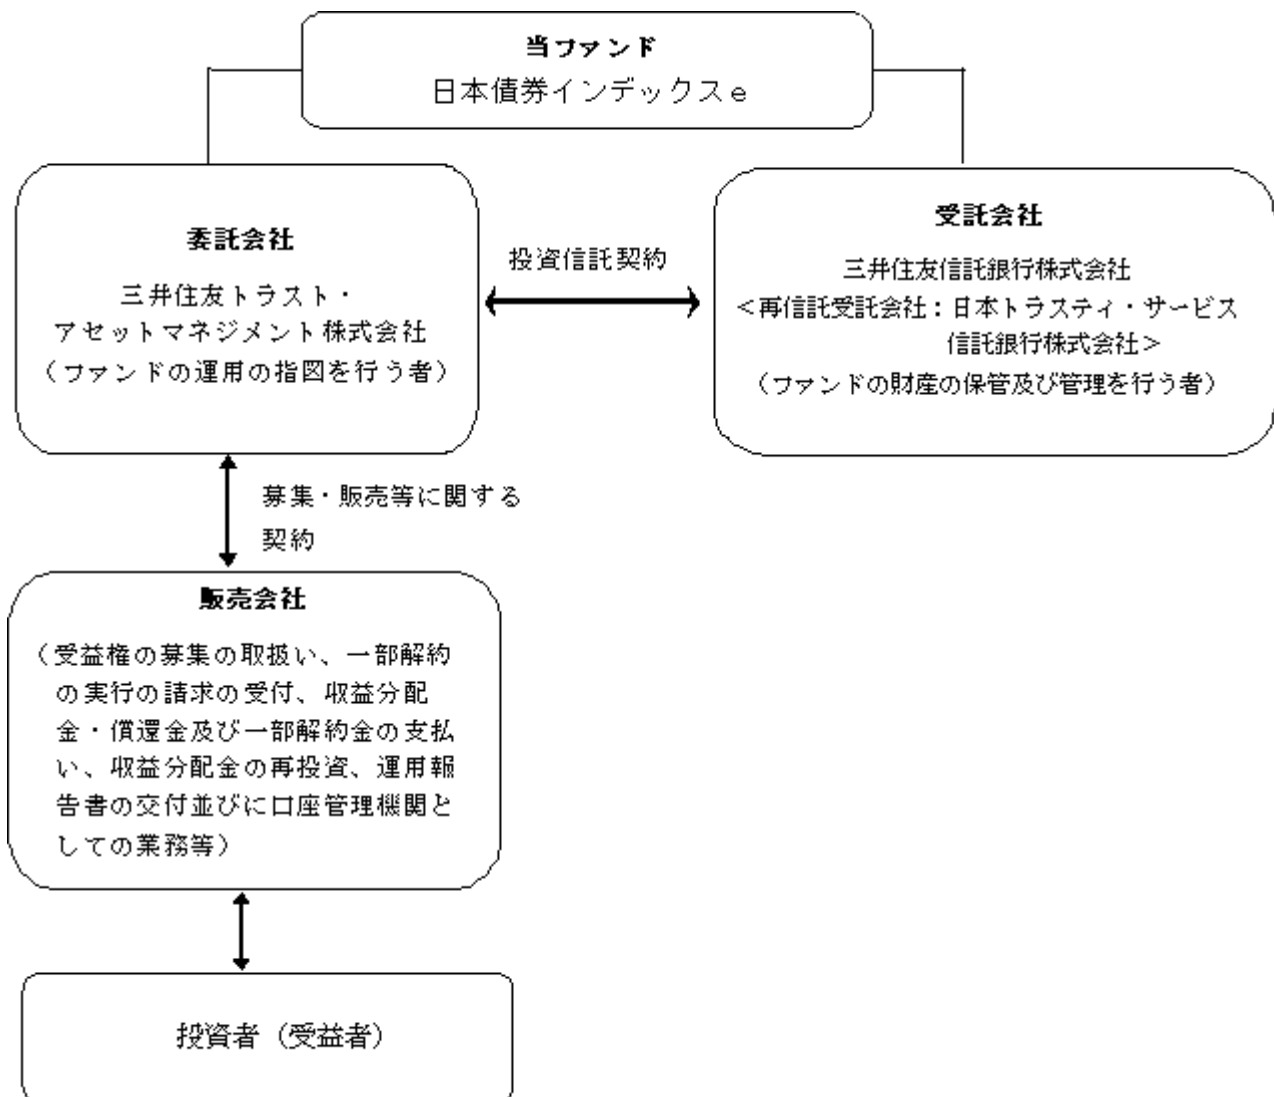 当ファンド
日本債券インデックスｅ
委託会社
三井住友トラスト・
アセットマネジメント株式会社
（ファンドの運用の指図を行う者）
投資信託契約
受託会社
三井住友信託銀行株式会社
＜再信託受託会社：日本トラスティ・サービス
信託銀行株式会社＞
（ファンドの財産の保管及び管理を行う者）
募集・販売等に関する
契約
販売会社
（受益権の募集の取扱い、一部解約
の実行の請求の受付、収益分配
金・償還金及び一部解約金の支払
い、収益分配金の再投資、運用報
告書の交付並びに口座管理機関と
しての業務等）
投資者（受益者）